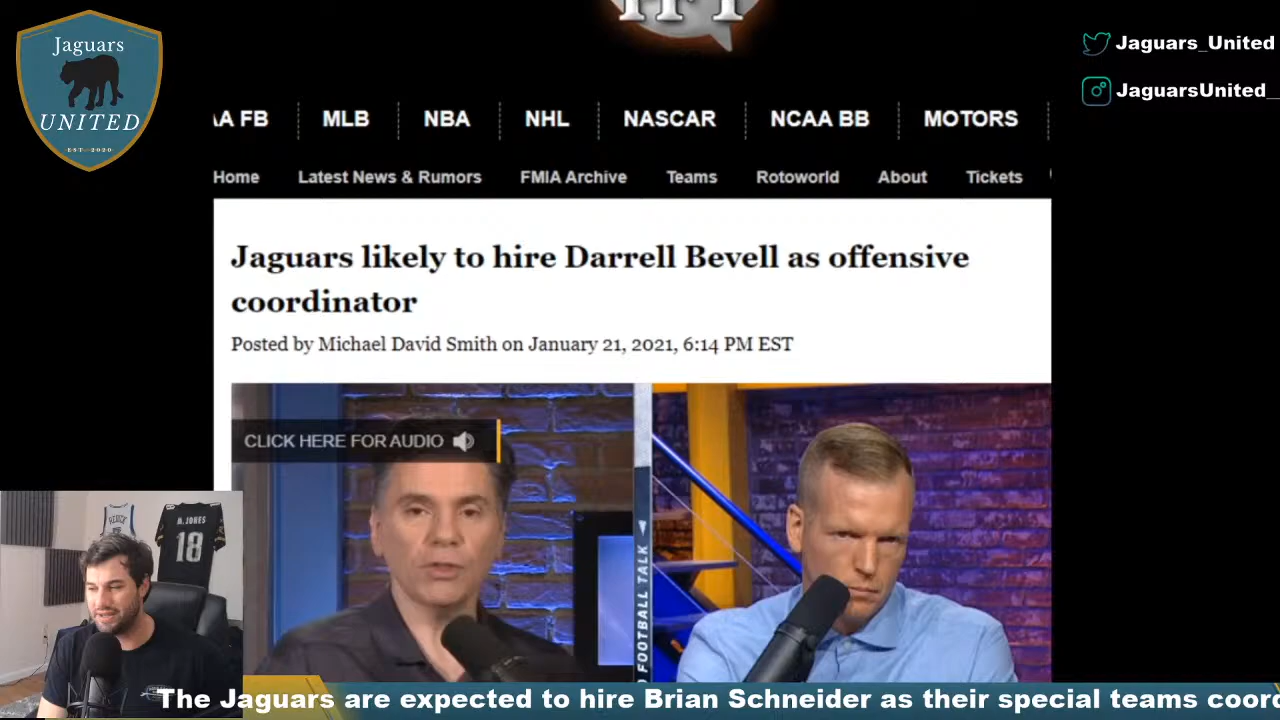 Jaguars
UNITED
EST-2020
Jaguars_United
JaguarsUnited_
AA FB
MLB
NBA
NHL
NASCAR
NCAA BB
MOTORS
Home
Latest News & Rumors
FMIA Archive
Teams
Rotoworld
About
Tickets
Jaguars likely to hire Darrell Bevell as offensive
coordinator
Posted by Michael David Smith on January 21, 2021, 6:14 PM EST
CLICK HERE FOR AUDIO
FOOTBALL TALK
M. JONES
18
The Jaguars are expected to hire Brian Schneider as their special teams coor